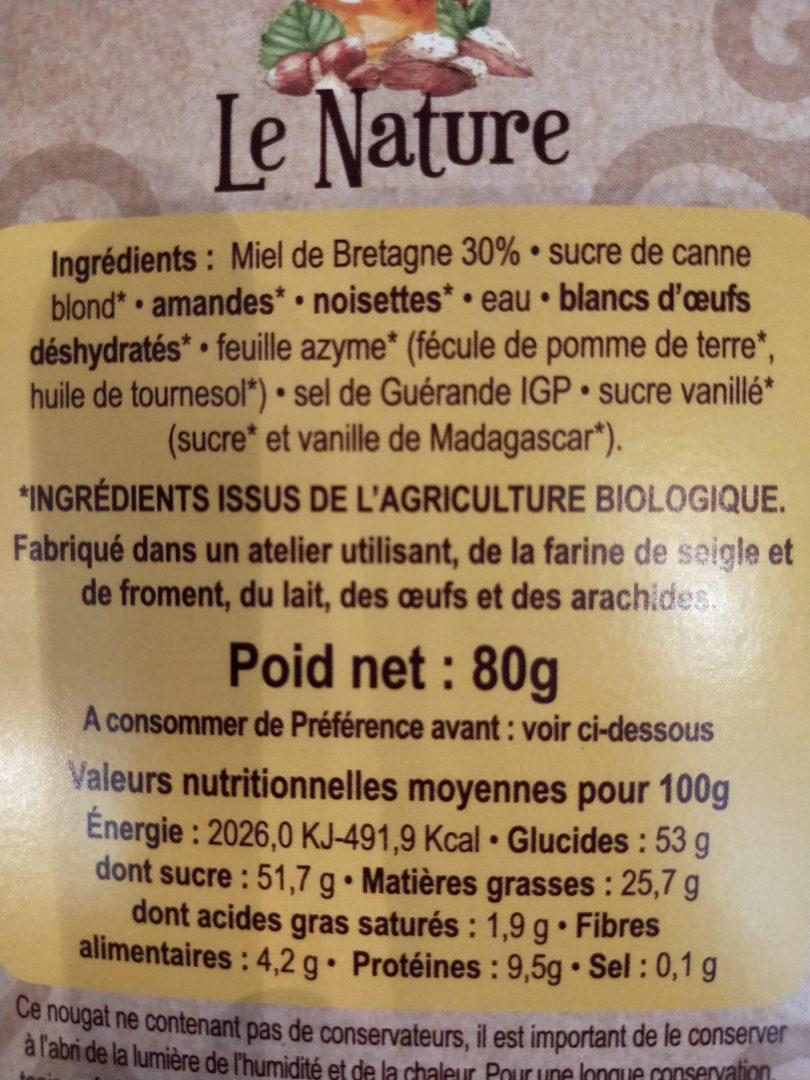 Le Nature
Ingrédients : Miel de Bretagne 30% • sucre de canne
blond* • amandes* • noisettes* • eau • blancs d'œufs
déshydratés* • feuille azyme* (fécule de pomme de terre*,
huile de tournesol*) • sel de Guérande IGP • sucre vanillé*
(sucre* et vanille de Madagascar*).
*INGRÉDIENTS ISSUS DE L'AGRICULTURE BIOLOGIQUE.
Fabriqué dans un atelier utilisant, de la farine de seigle et
de froment, du lait, des œufs et des arachides.
Poid net : 80g
A consommer de Préférence avant : voir ci-dessous
Valeurs nutritionnelles moyennes pour 100g
Énergie : 2026,0 KJ-491,9 Kcal • Glucides : 53 g
dont sucre : 51,7 g • Matières grasses : 25,7 g
dont acides gras saturés : 1,9 g • Fibres
alimentaires : 4,2 g • Protéines : 9,5g • Sel : 0,1 g
Ce nougat ne contenant pas de conservateurs, il est important de le conserver
à l'abri de la lumière de l'humidité et de la chaleur. Pour une longue conservation,